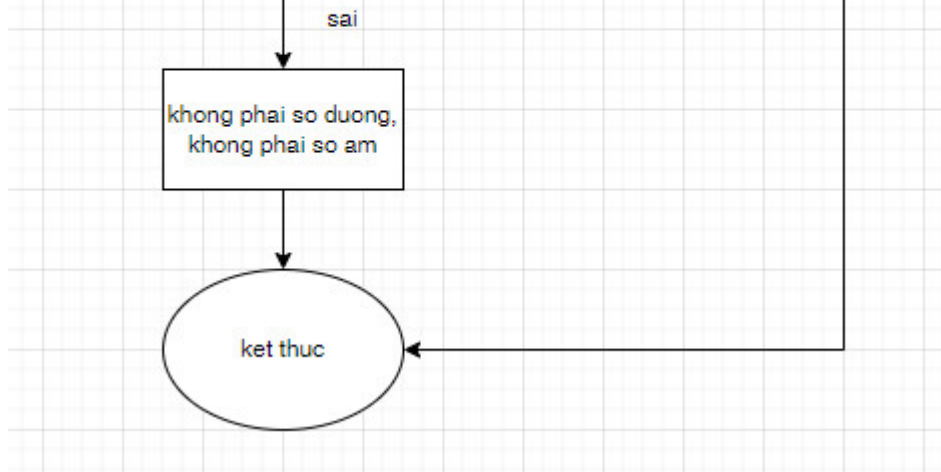 sai
khong phai so duong,
khong phai so am
ket thuc